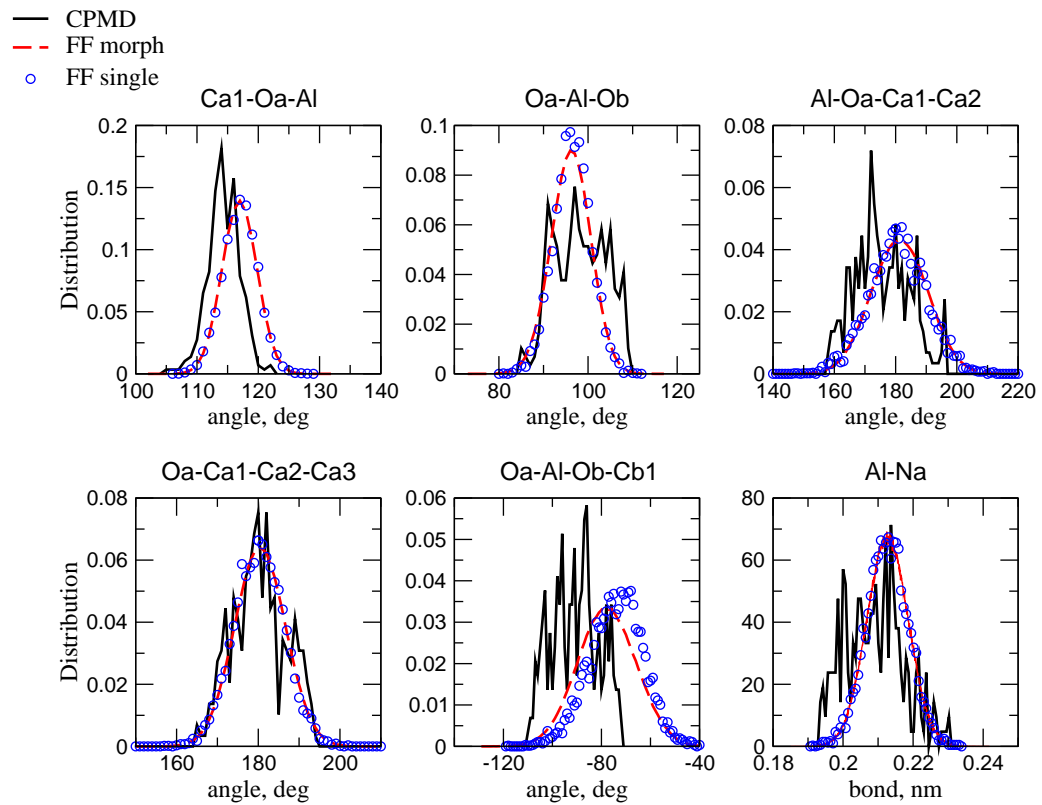 CPMD
FF morph
FF single
Ca1-Oa-Al
Oa-Al-Ob
Al-Oa-Ca1-Ca2
Distribution
0.2
0.15
0.1
0.05
0
100 110 120 130 140
angle, deg
0.1
0.08
0.06
0.04
0.02
0
80 100 120
angle, deg
0.08
0.06
0.04
0.02
0
140 160 180 200 220
angle, deg
Oa-Ca1-Ca2-Ca3
Oa-Al-Ob-Cb1
Al-Na
Distribution
0.08
0.06
0.04
0.02
0
160 180 200
angle, deg
0.06
0.05
0.04
0.03
0.02
0.01
0
-120 -80 -40
angle, deg
80
60
40
20
0
0.18 0.2 0.22 0.24
bond, nm